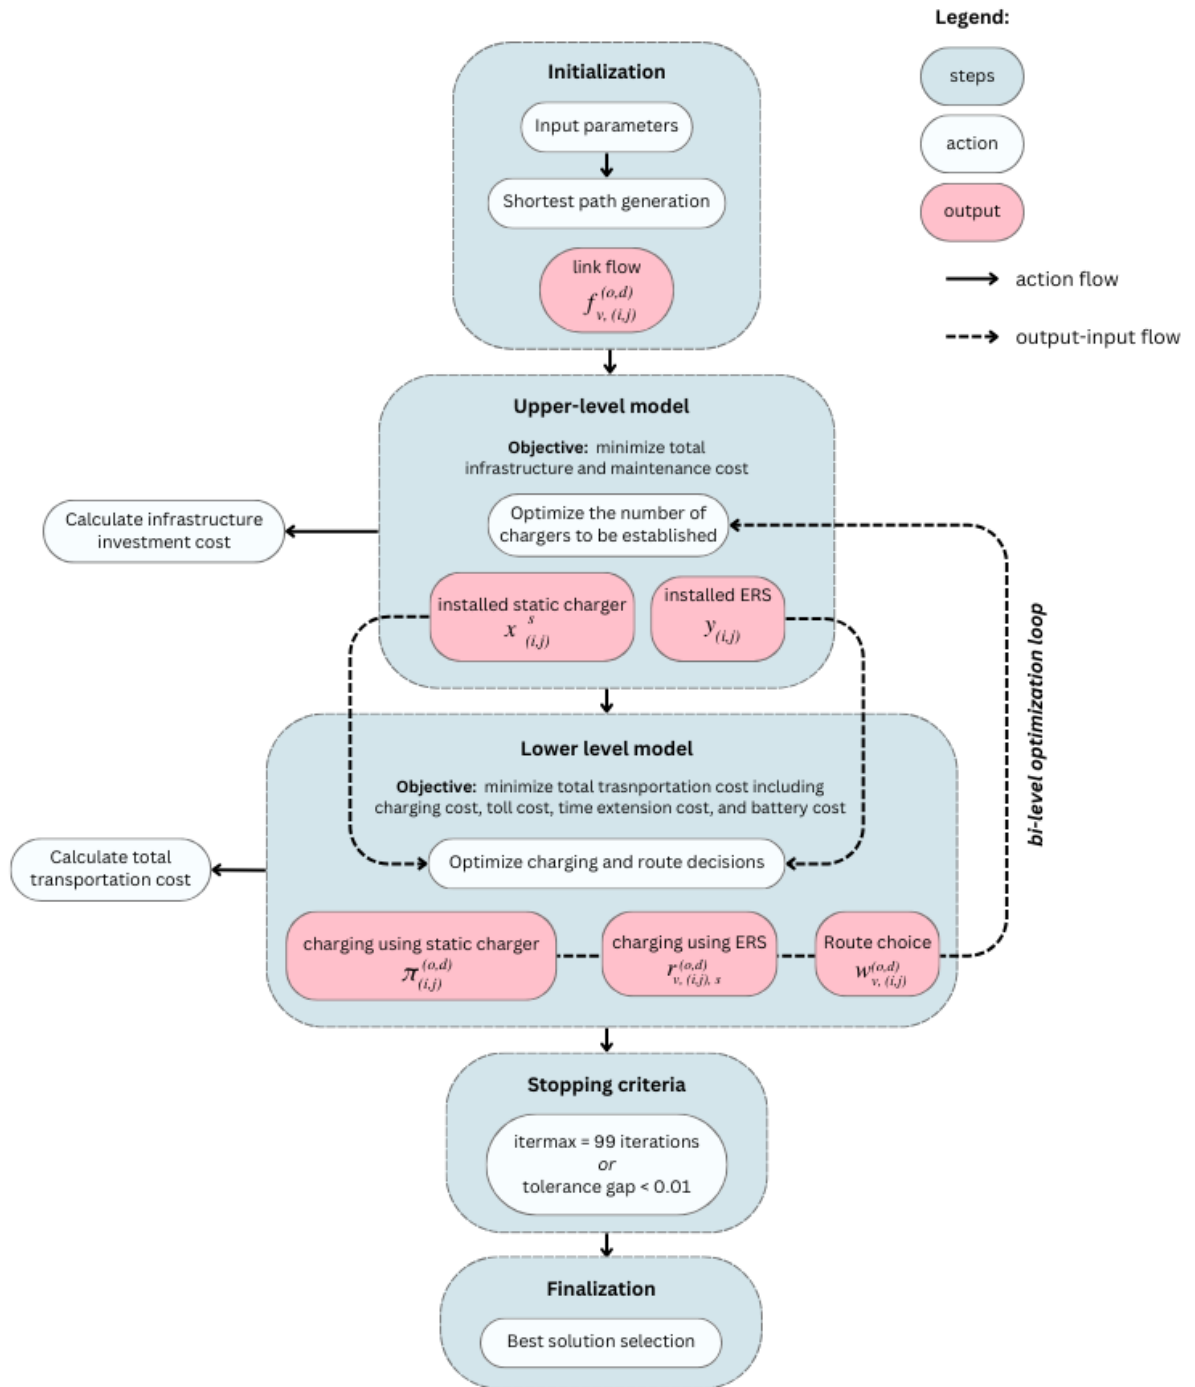 Legend:
steps
action
output
action flow
output-input flow
Initialization
Input parameters
Shortest path generation
link flow
f^{(o,d)}_{v, (i,j)}
Upper-level model
Objective: minimize total
infrastructure and maintenance cost
Optimize the number of
chargers to be established
Calculate infrastructure
investment cost
installed static charger
x^{s}_{(i,j)}
installed ERS
y_{(i,j)}
bi-level optimization loop
Lower level model
Objective: minimize total trasnportation cost including
charging cost, toll cost, time extension cost, and battery cost
Optimize charging and route decisions
Calculate total
transportation cost
charging using static charger
π^{(o,d)}_{(i,j)}
charging using ERS
r^{(o,d)}_{v, (i,j), s}
Route choice
w^{(o,d)}_{v, (i,j)}
Stopping criteria
itermax = 99 iterations
or
tolerance gap < 0.01
Finalization
Best solution selection